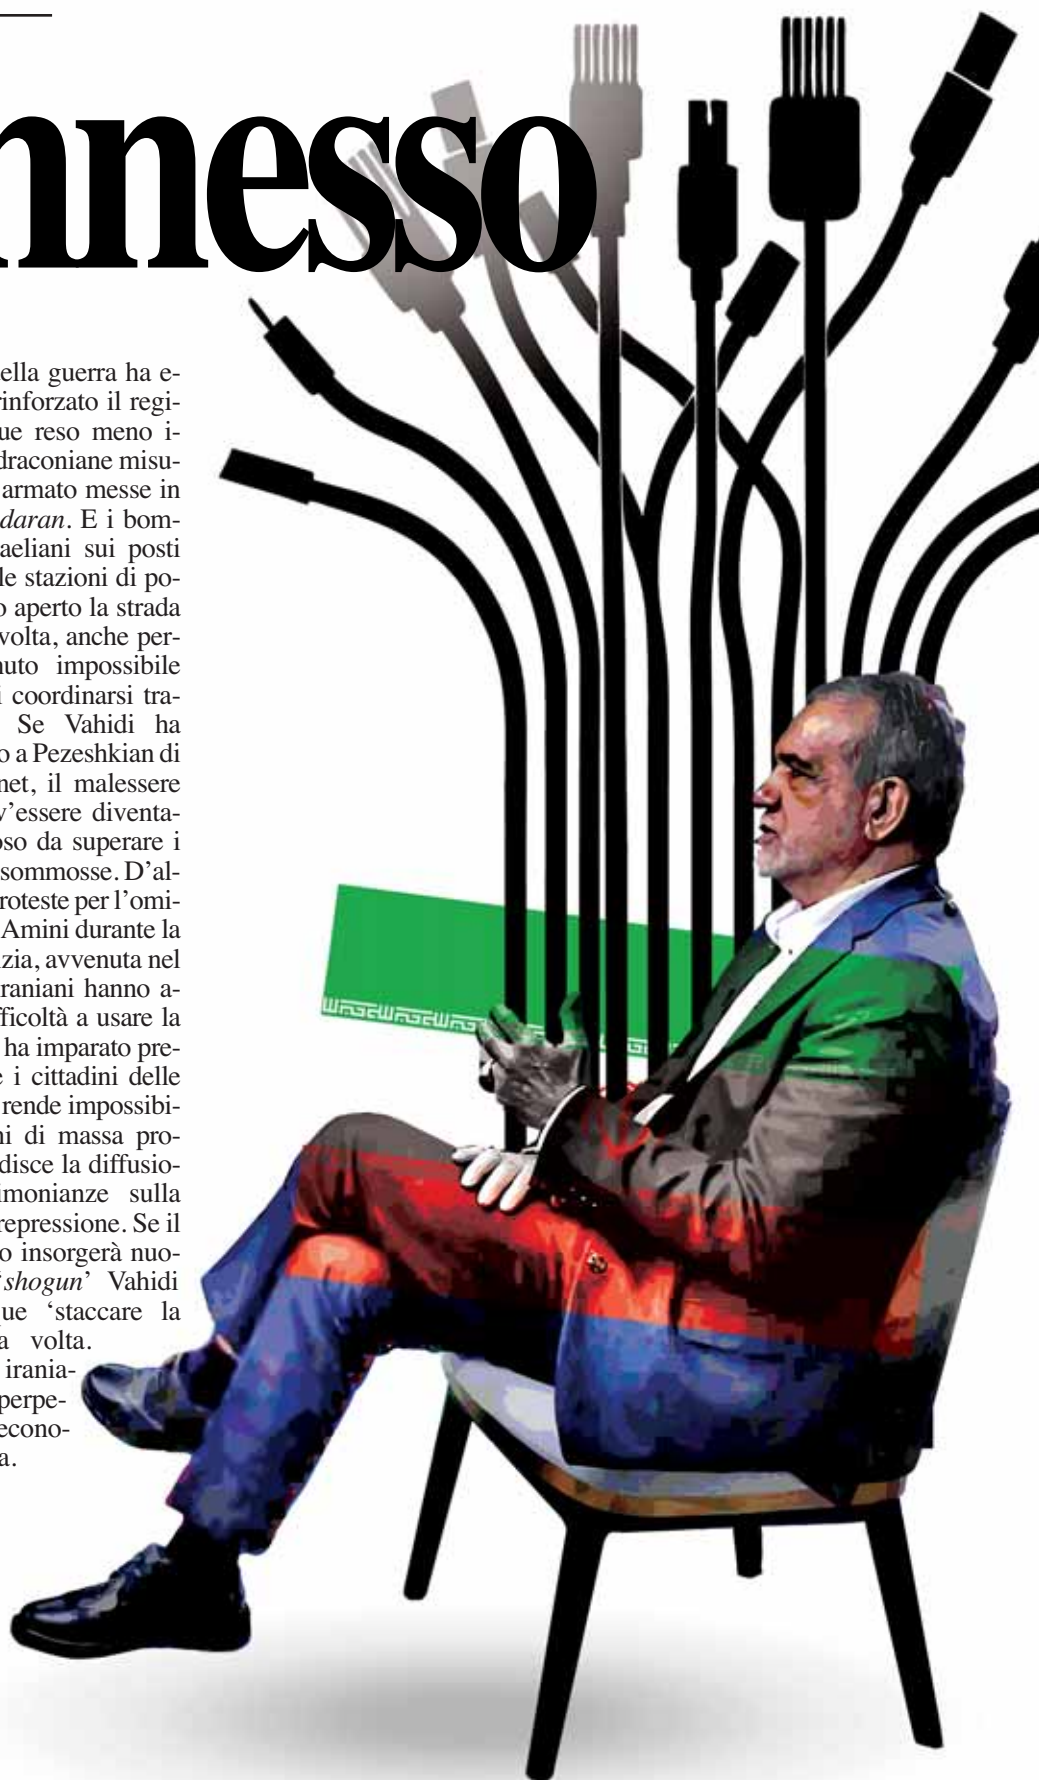 nnesso
ella guerra ha e-
rinforzato il regi-
ue reso meno i-
draconiane misu-
armato messe in
daran. E i bom-
aeliani sui posti
le stazioni di po-
o aperto la strada
volta, anche per-
nuto impossibile
i coordinarsi tra-
Se Vahidi ha
o a Pezeshkian di
net, il malessere
v'essere diventa-
oso da superare i
sommosse. D'al-
roteste per l'omi-
Amini durante la
izia, avvenuta nel
iraniani hanno a-
fficoltà a usare la
ha imparato pre-
e i cittadini delle
rende impossibi-
ni di massa pro-
disce la diffusio-
imonianze sulla
repressione. Se il
o insorgerà nuo-
'shogun' Vahidi
ue 'staccare la
a volta.
irania-
perpe-
econo-
a.